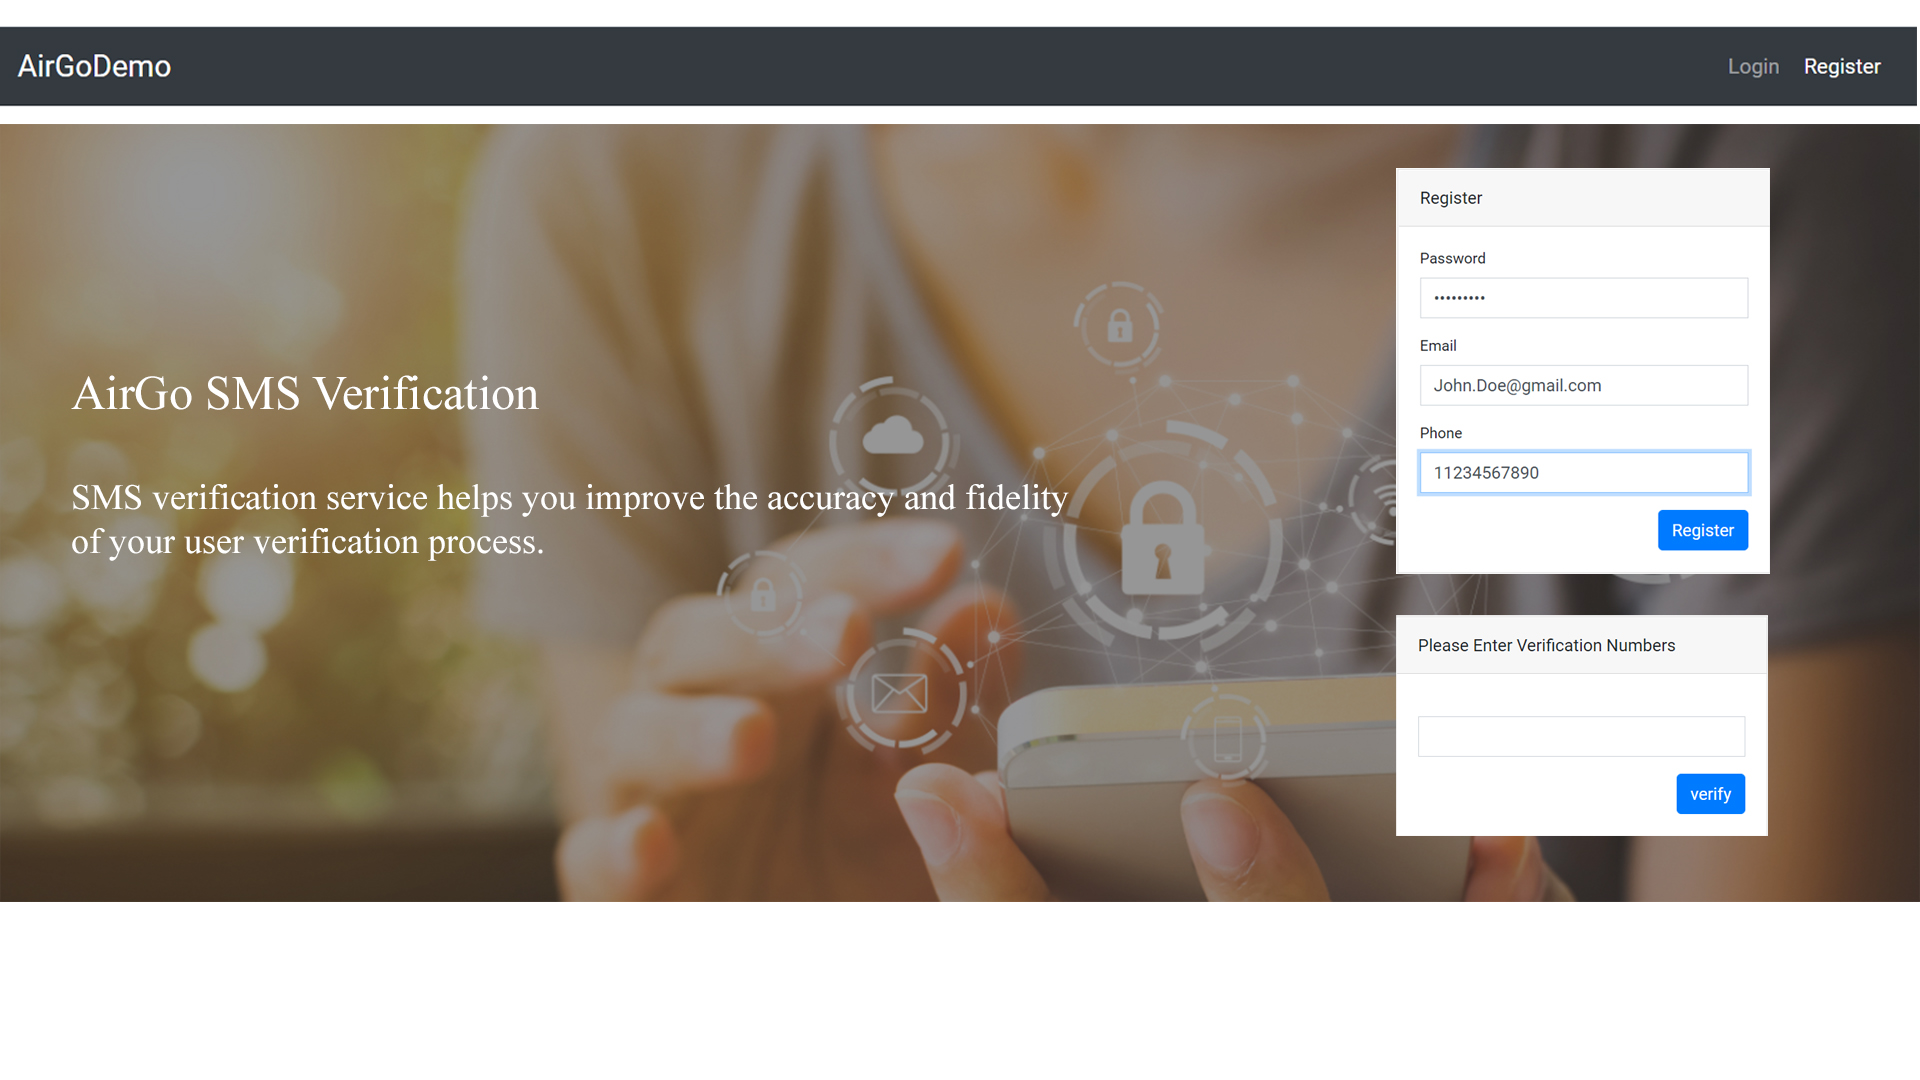 AirGoDemo
Login Register
AirGo SMS Verification
SMS verification service helps you improve the accuracy and fidelity
of your user verification process.
Register
Password
•••••••••
Email
John.Doe@gmail.com
Phone
11234567890
Register
Please Enter Verification Numbers
verify